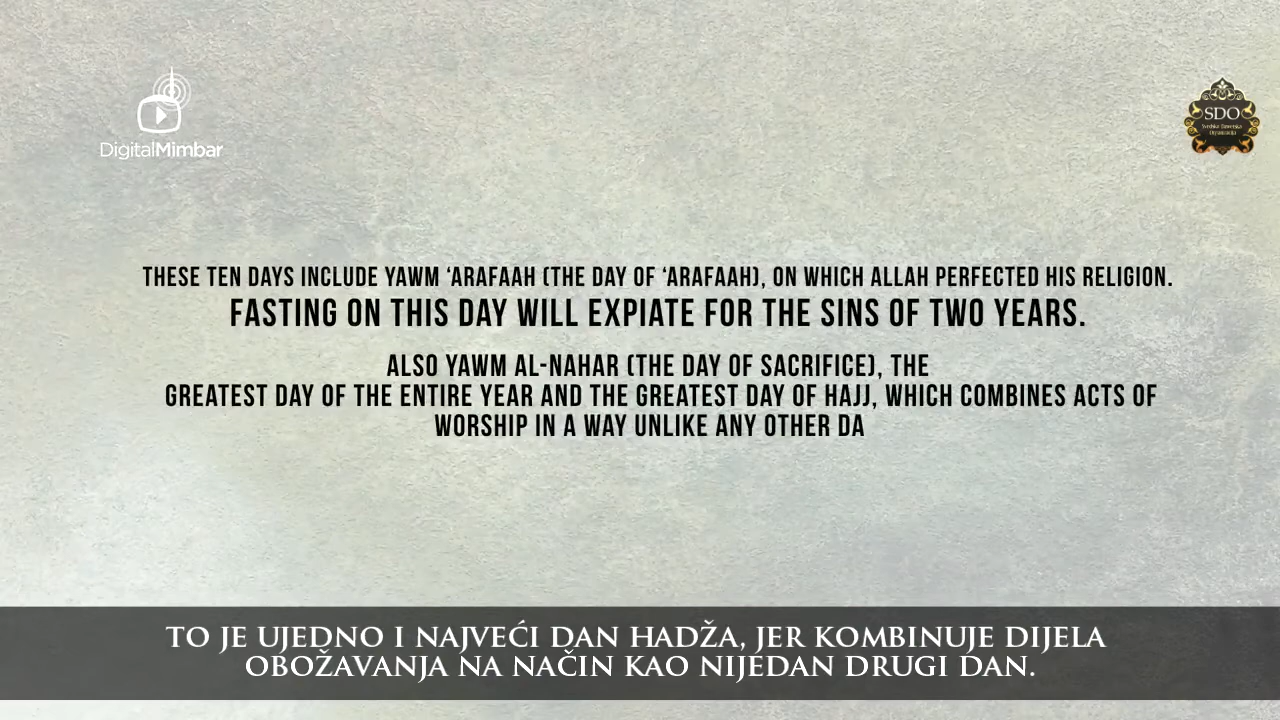 DigitalMimbar
SDO
THESE TEN DAYS INCLUDE YAWM ‘ARAFAAH (THE DAY OF ‘ARAFAAH), ON WHICH ALLAH PERFECTED HIS RELIGION.
FASTING ON THIS DAY WILL EXPIATE FOR THE SINS OF TWO YEARS.
ALSO YAWM AL-NAHAR (THE DAY OF SACRIFICE), THE
GREATEST DAY OF THE ENTIRE YEAR AND THE GREATEST DAY OF HAJJ, WHICH COMBINES ACTS OF
WORSHIP IN A WAY UNLIKE ANY OTHER DA
TO JE UJEDNO I NAJVEĆI DAN HADŽA, JER KOMBINUJE DIJELA
OBOŽAVANJA NA NAČIN KAO NIJEDAN DRUGI DAN.